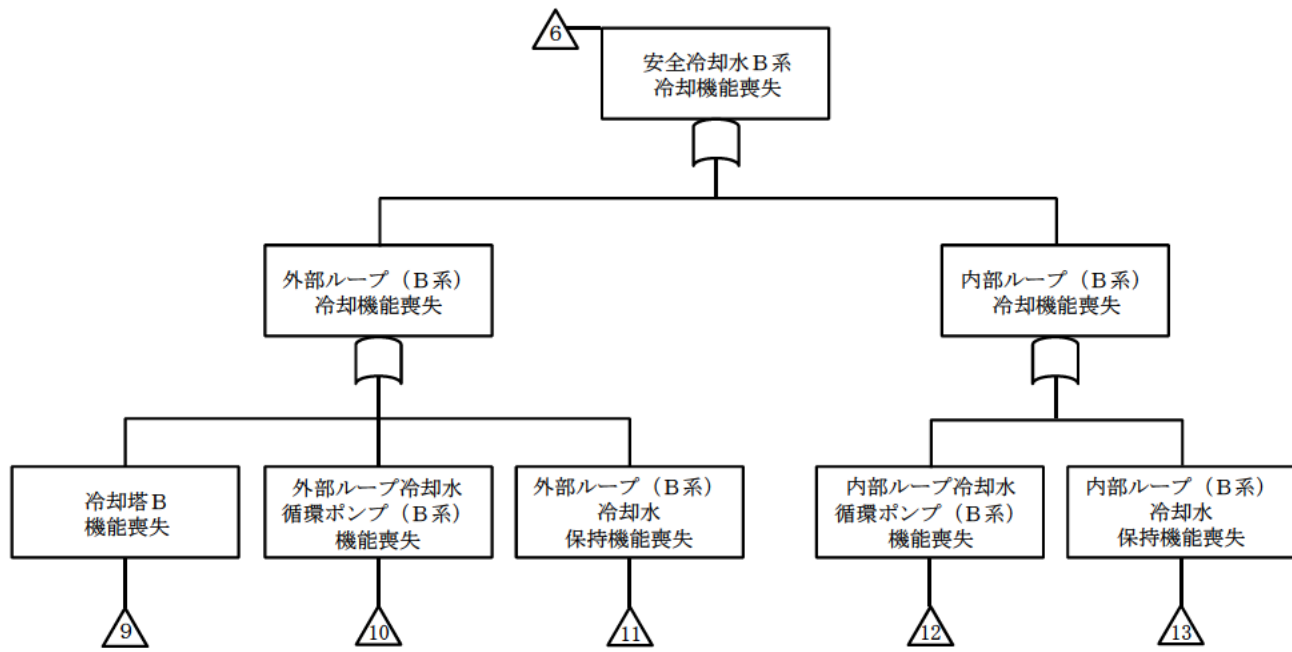 6
安全冷却水B系
冷却機能喪失
外部ループ(B系)
冷却機能喪失
内部ループ(B系)
冷却機能喪失
冷却塔B
機能喪失
外部ループ冷却水
循環ポンプ(B系)
機能喪失
外部ループ(B系)
冷却水
保持機能喪失
内部ループ冷却水
循環ポンプ(B系)
機能喪失
内部ループ(B系)
冷却水
保持機能喪失
9
10
11
12
13